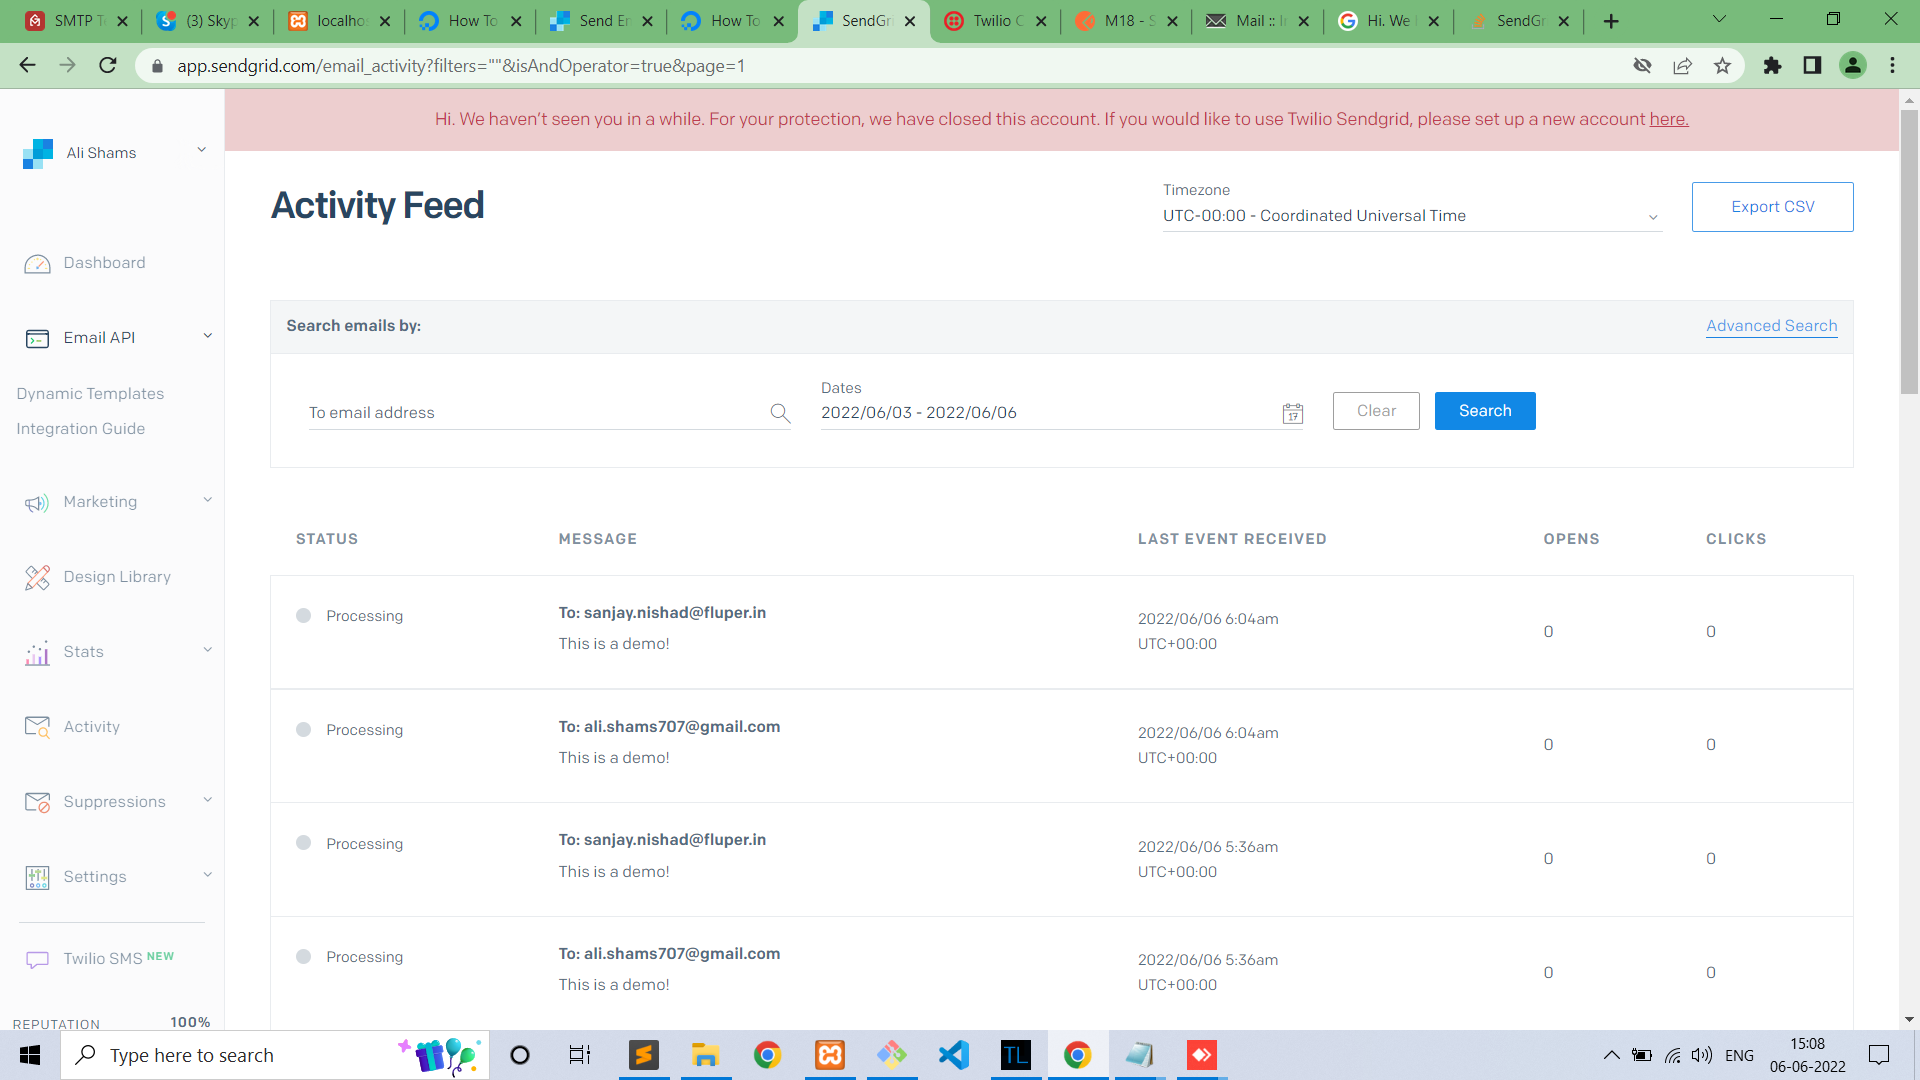 SMTP T
(3) Skyp
localhos
How To
Send Em
How To
SendGri
Twilio C
M18 - S
Mail :: I
Hi. We
SendGr
app.sendgrid.com/email_activity?filters=""&isAndOperator=true&page=1
Hi. We haven't seen you in a while. For your protection, we have closed this account. If you would like to use Twilio Sendgrid, please set up a new account here.
Ali Shams
Activity Feed
Timezone
UTC-00:00 - Coordinated Universal Time
Export CSV
Dashboard
Email API
Dynamic Templates
Integration Guide
Marketing
Design Library
Stats
Activity
Suppressions
Settings
Twilio SMS NEW
REPUTATION 100%
Search emails by:
Advanced Search
To email address
Dates
2022/06/03 - 2022/06/06
17
Clear
Search
STATUS MESSAGE LAST EVENT RECEIVED OPENS CLICKS
Processing
To: sanjay.nishad@fluper.in
This is a demo!
2022/06/06 6:04am
UTC+00:00
0 0
Processing
To: ali.shams707@gmail.com
This is a demo!
2022/06/06 6:04am
UTC+00:00
0 0
Processing
To: sanjay.nishad@fluper.in
This is a demo!
2022/06/06 5:36am
UTC+00:00
0 0
Processing
To: ali.shams707@gmail.com
This is a demo!
2022/06/06 5:36am
UTC+00:00
0 0
Type here to search
TL
ENG
15:08
06-06-2022